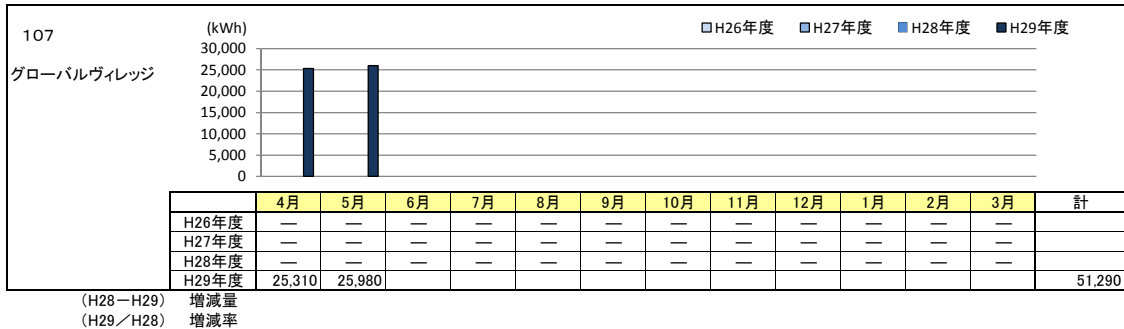 107
グローバルヴィレッジ
(kWh)
□H26年度 □H27年度 ■H28年度 ■H29年度
30,000
25,000
20,000
15,000
10,000
5,000
0
4月 5月 6月 7月 8月 9月 10月 11月 12月 1月 2月 3月 計
H26年度 ― ― ― ― ― ― ― ― ― ― ― ―
H27年度 ― ― ― ― ― ― ― ― ― ― ― ―
H28年度 ― ― ― ― ― ― ― ― ― ― ― ―
H29年度 25,310 25,980 51,290
(H28－H29) 増減量
(H29／H28) 増減率